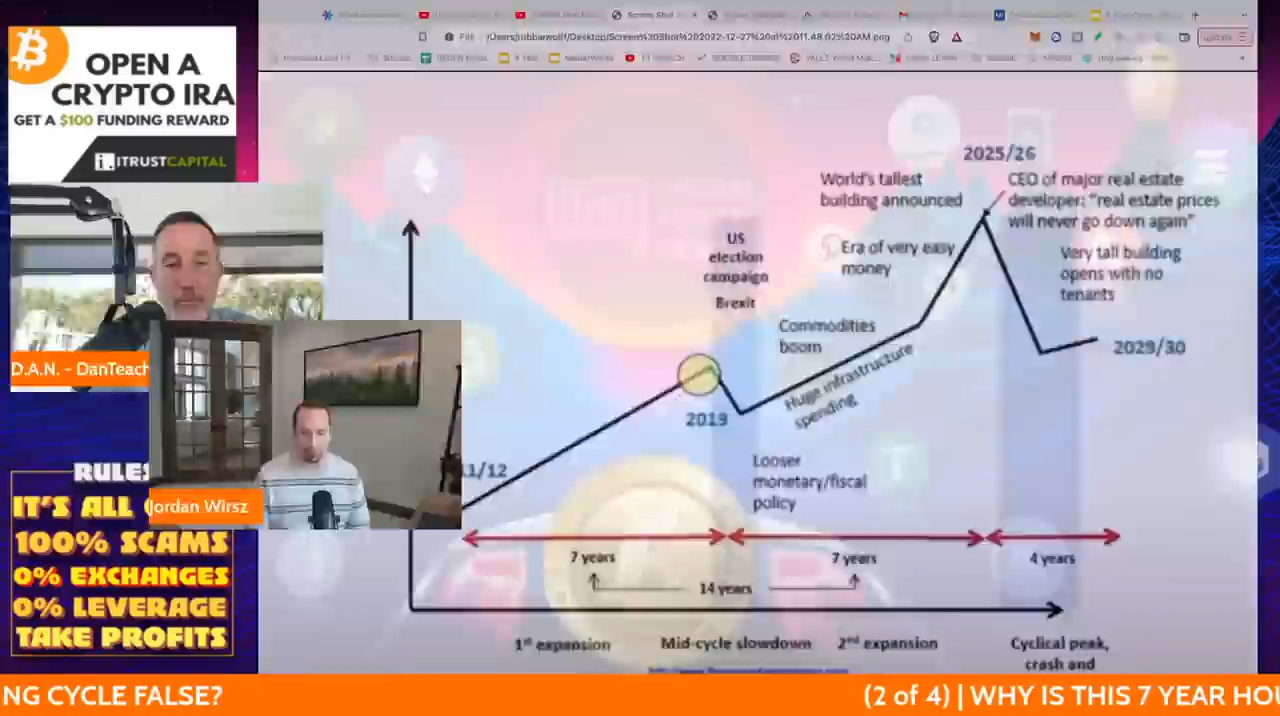 OPEN A
CRYPTO IRA
GET A $100 FUNDING REWARD
ITRUSTCAPITAL
D.A.N. - DanTeach
Jordan Wirsz
RULES
IT'S ALL
100% SCAMS
0% EXCHANGES
0% LEVERAGE
TAKE PROFITS
2025/26
World's tallest
building announced
CEO of major real estate
developer: "real estate prices
will never go down again"
US
election
campaign
Brexit
Era of very easy
money
Very tall building
opens with no
tenants
Commodities
boom
Huge infrastructure
spending
2029/30
2019
11/12
Looser
monetary/fiscal
policy
7 years
7 years
4 years
14 years
1st expansion
Mid-cycle slowdown
2nd expansion
Cyclical peak,
crash and
NG CYCLE FALSE?
(2 of 4) | WHY IS THIS 7 YEAR HOU